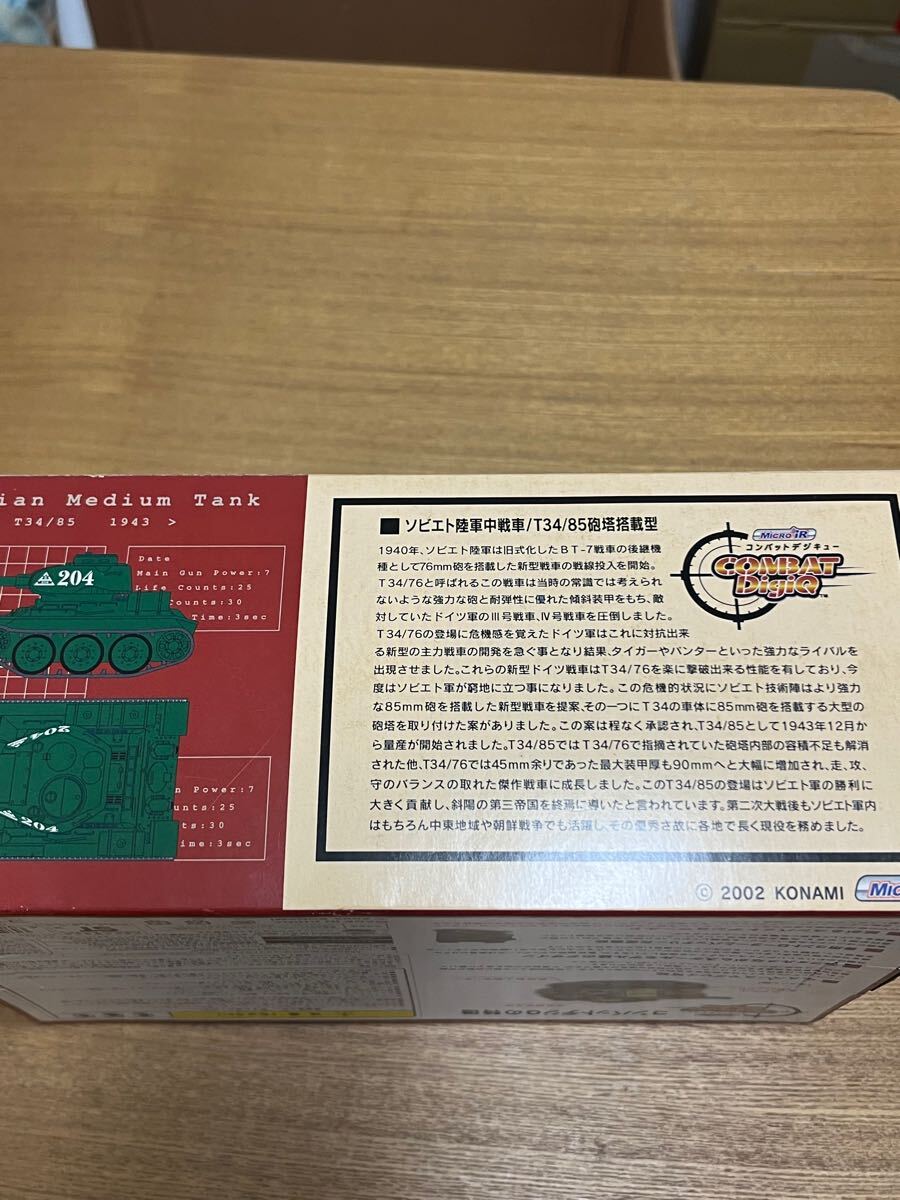 ian Medium Tank
T34/85 1943 >
204
Date
Main Gun Power:7
Life Counts:25
ounts:30
Time:3sec
204
204
Power:7
unts:25
ts:30
ime:3sec
■ ソビエト陸軍中戦車/T34/85砲塔搭載型
1940年、ソビエト陸軍は旧式化したBT-7戦車の後継機
種として76mm砲を搭載した新型戦車の戦線投入を開始。
T34/76と呼ばれるこの戦車は当時の常識では考えられ
ないような強力な砲と耐弾性に優れた傾斜装甲をもち、敵
対していたドイツ軍のⅢ号戦車、Ⅳ号戦車を圧倒しました。
T34/76の登場に危機感を覚えたドイツ軍はこれに対抗出来
る新型の主力戦車の開発を急ぐ事となり結果、タイガーやパンターといった強力なライバルを
出現させました。これらの新型ドイツ戦車はT34/76を楽に撃破出来る性能を有しており、今
度はソビエト軍が窮地に立つ事になりました。この危機的状況にソビエト技術陣はより強力
な85mm砲を搭載した新型戦車を提案、その一つにT34の車体に85mm砲を搭載する大型の
砲塔を取り付けた案がありました。この案は程なく承認され、T34/85として1943年12月か
ら量産が開始されました。T34/85ではT34/76で指摘されていた砲塔内部の容積不足も解消
された他、T34/76では45mm余りであった最大装甲厚も90mmへと大幅に増加され、走、攻、
守のバランスの取れた傑作戦車に成長しました。このT34/85の登場はソビエト軍の勝利に
大きく貢献し、斜陽の第三帝国を終焉に導いたと言われています。第二次大戦後もソビエト軍内
はもちろん中東地域や朝鮮戦争でも活躍し、その優秀さ故に各地で長く現役を務めました。
MICRO iR
コンバットデジキュー
COMBAT
DigiQ™
© 2002 KONAMI
Mic
コンバットデジQの特徴